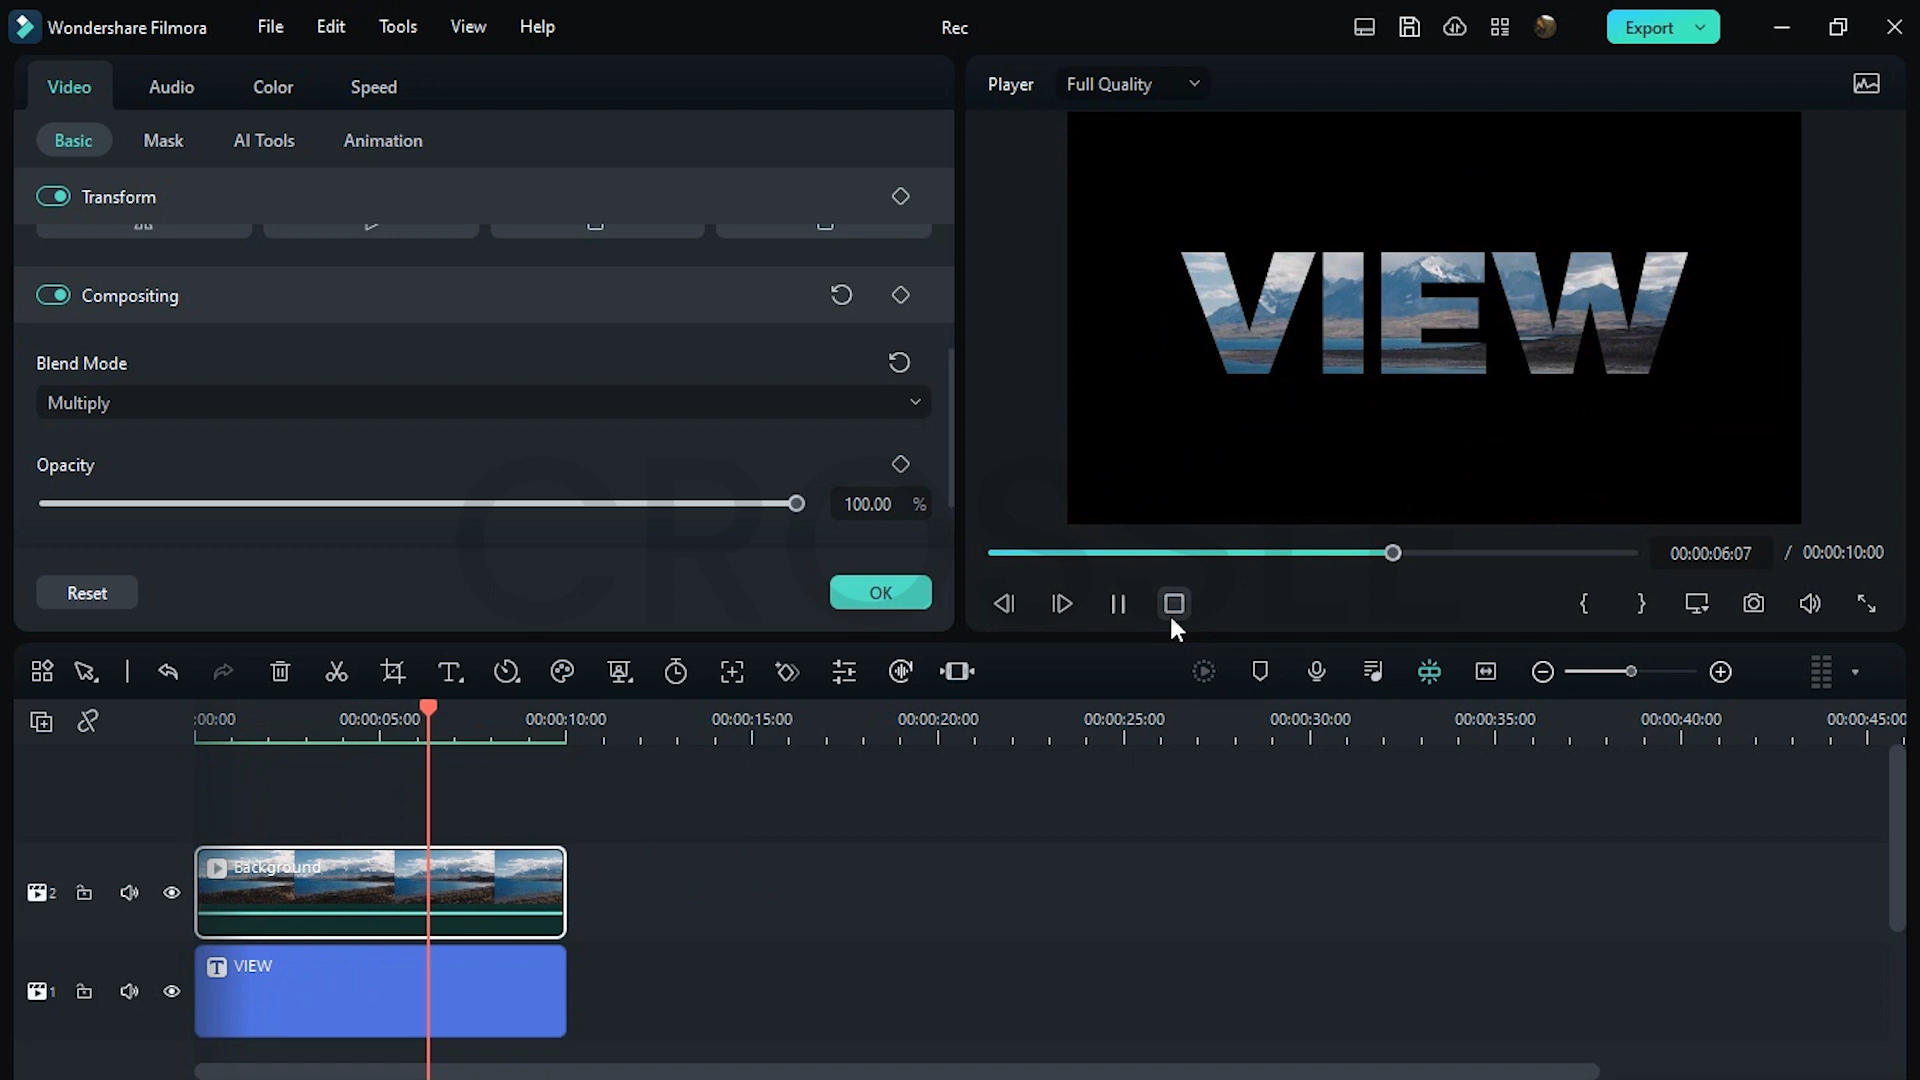 Wondershare Filmora File Edit Tools View Help Rec Export
Video Audio Color Speed
Player Full Quality
Basic Mask AI Tools Animation
Transform
Compositing
Blend Mode
Multiply
Opacity
100.00 %
Reset OK
VIEW
00:00:06:07 / 00:00:10:00
CROSSLE
:00:00 00:00:05:00 00:00:10:00 00:00:15:00 00:00:20:00 00:00:25:00 00:00:30:00 00:00:35:00 00:00:40:00 00:00:45:00
Background
2
VIEW
1